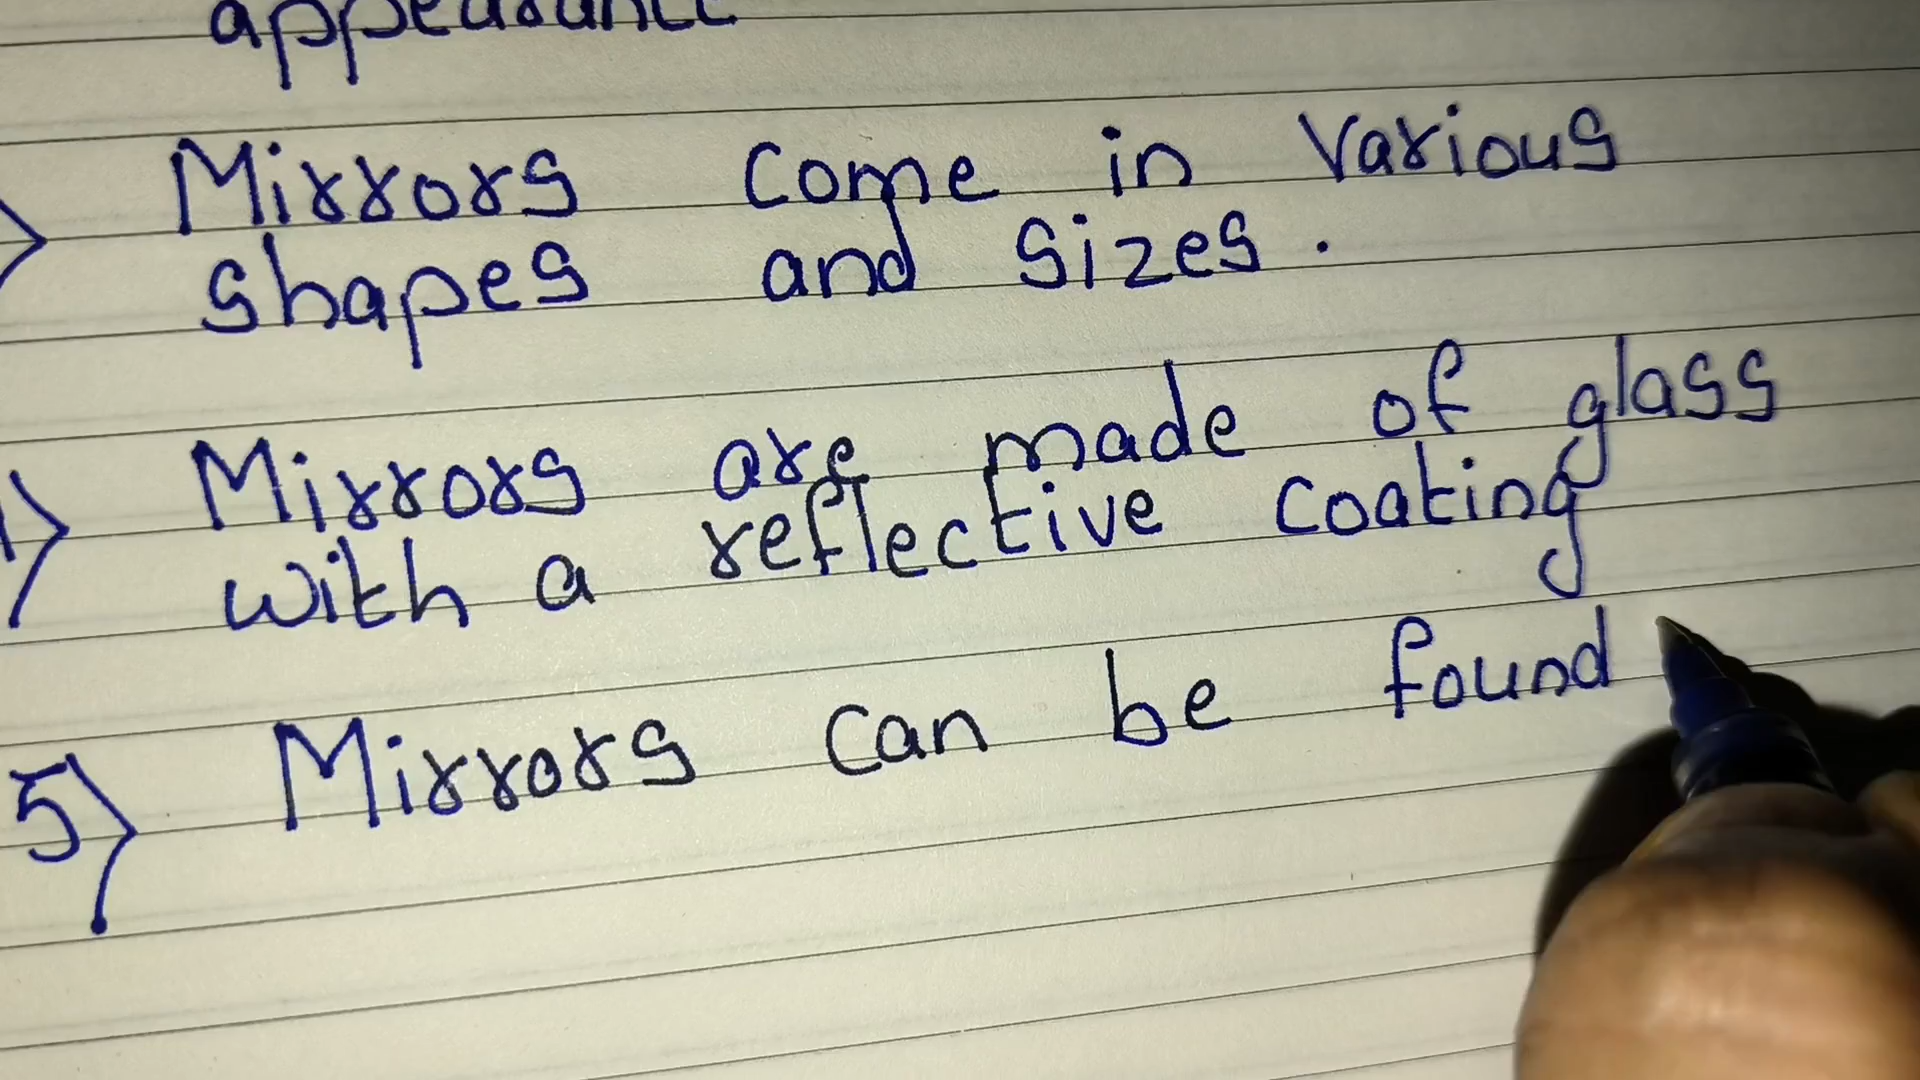 appearance.
> Mirrors come in various
shapes and sizes.
) Mirrors are made of glass
with a reflective coating
5) Mirrors can be found